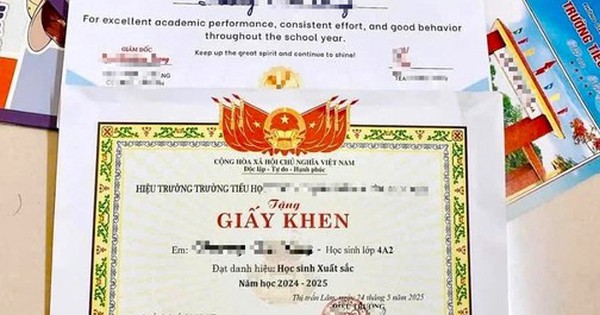 For excellent academic performance, consistent effort, and good behavior
throughout the school year.
GIÁM ĐỐC
Keep up the great spirit and continue to shine!
TRƯỜNG TIỂ
CỘNG HÒA XÃ HỘI CHỦ NGHĨA VIỆT NAM
Độc lập - Tự do - Hạnh phúc
HIỆU TRƯỞNG TRƯỜNG TIỂU HỌ
Tặng
GIẤY KHEN
Em: - Học sinh lớp 4A2
Đạt danh hiệu: Học sinh Xuất sắc
Năm học 2024 - 2025
Thị trấn Lâm, ngày 24 tháng 5 năm 2025